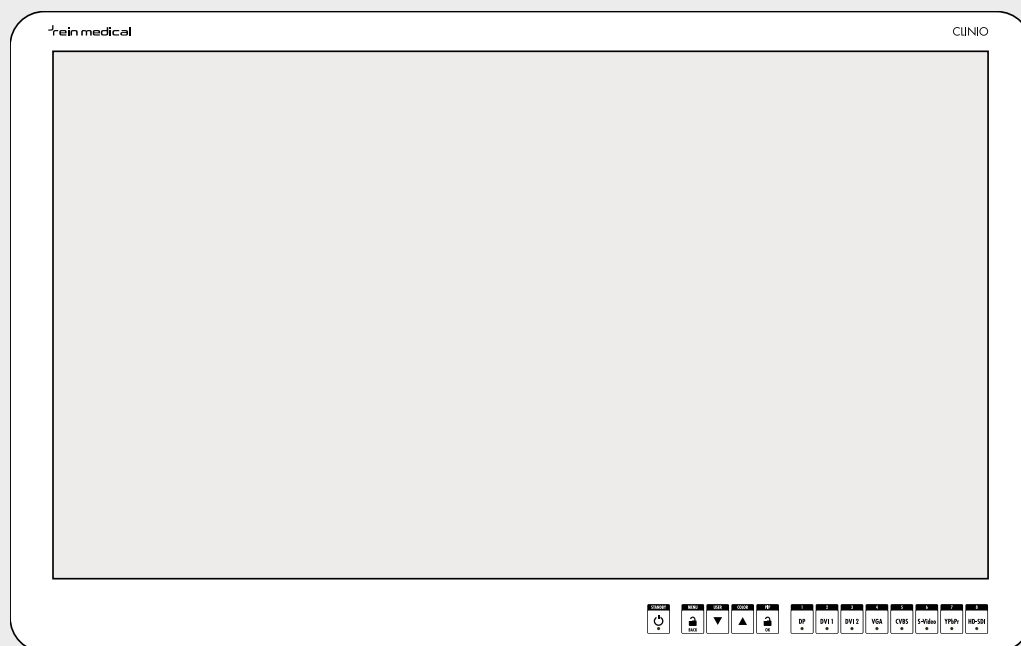 rein medical
CLINIO
STANDBY MENU USER COLOR PIP 1 2 3 4 5 6 7 8
DP DVI 1 DVI 2 VGA CVBS S-Video YPbPr HD-SDI
BACK OK